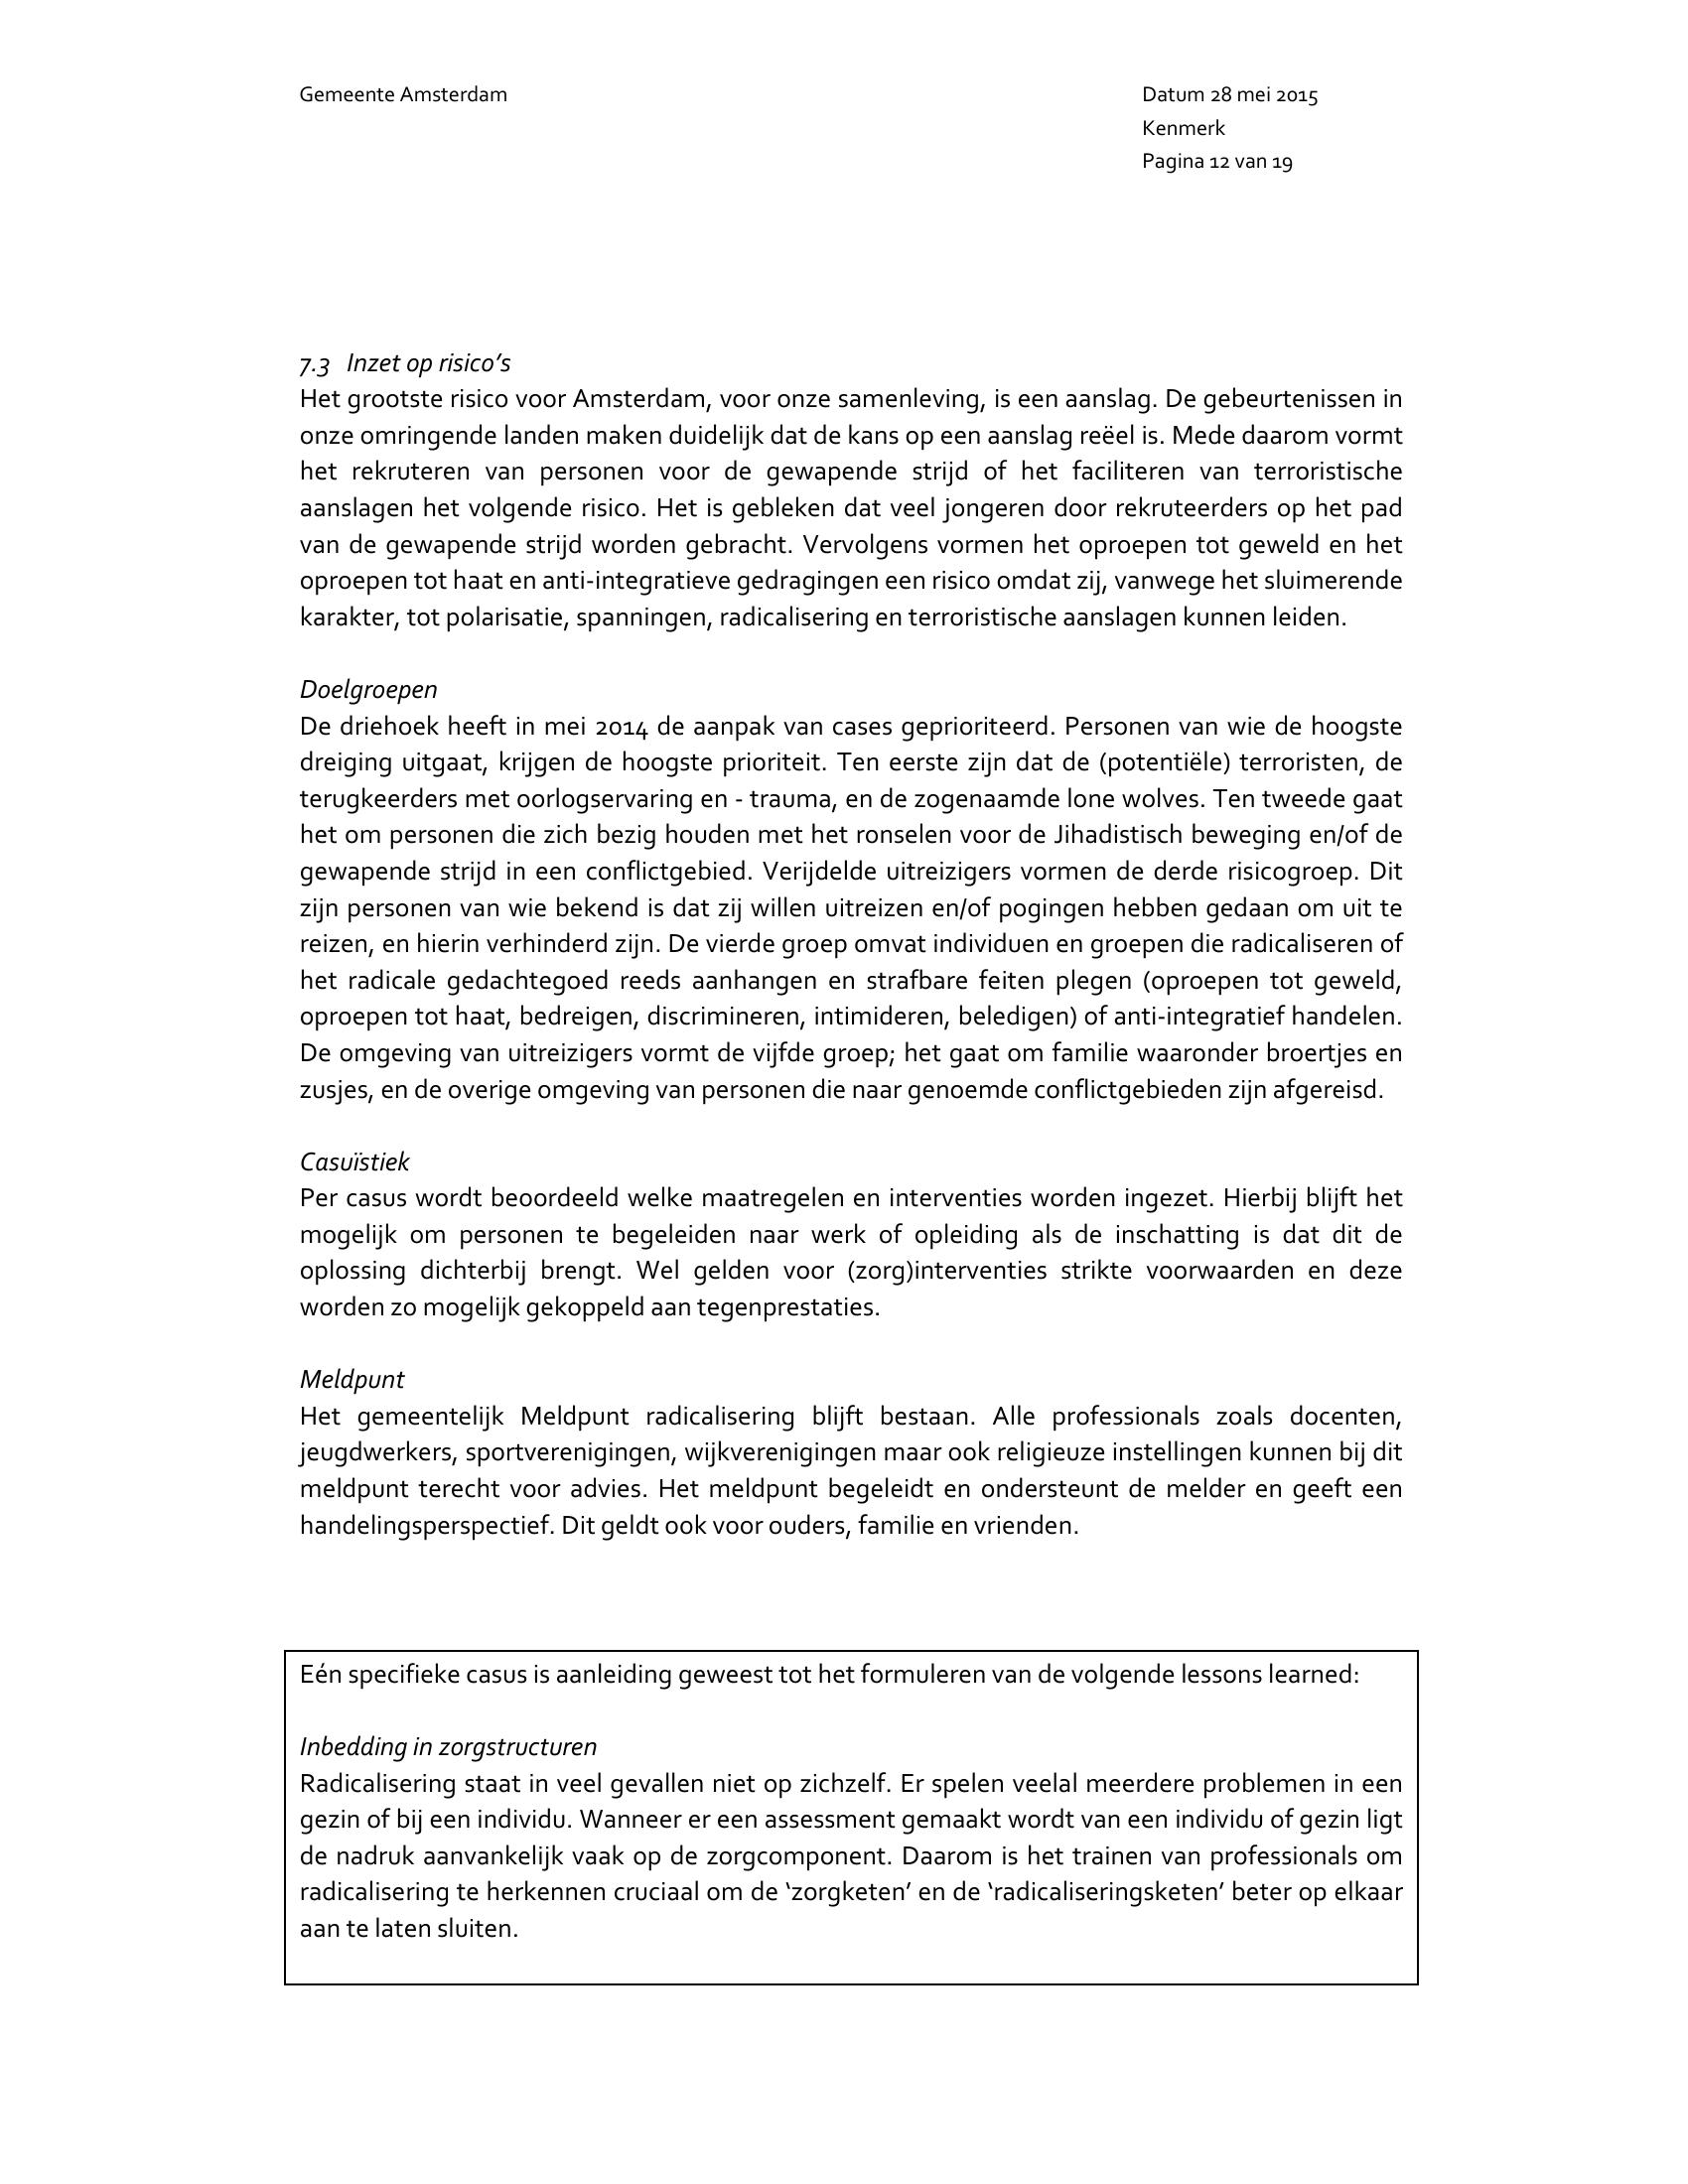 Gemeente Amsterdam
Datum 28 mei 2015
Kenmerk
Pagina 12 van 19
7.3 Inzet op risico’s
Het grootste risico voor Amsterdam, voor onze samenleving, is een aanslag. De gebeurtenissen in
onze omringende landen maken duidelijk dat de kans op een aanslag reëel is. Mede daarom vormt
het rekruteren van personen voor de gewapende strijd of het faciliteren van terroristische
aanslagen het volgende risico. Het is gebleken dat veel jongeren door rekruteerders op het pad
van de gewapende strijd worden gebracht. Vervolgens vormen het oproepen tot geweld en het
oproepen tot haat en anti-integratieve gedragingen een risico omdat zij, vanwege het sluimerende
karakter, tot polarisatie, spanningen, radicalisering en terroristische aanslagen kunnen leiden.
Doelgroepen
De driehoek heeft in mei 2014 de aanpak van cases geprioriteerd. Personen van wie de hoogste
dreiging uitgaat, krijgen de hoogste prioriteit. Ten eerste zijn dat de (potentiële) terroristen, de
terugkeerders met oorlogservaring en - trauma, en de zogenaamde lone wolves. Ten tweede gaat
het om personen die zich bezig houden met het ronselen voor de Jihadistisch beweging en/of de
gewapende strijd in een conflictgebied. Verijdelde uitreizigers vormen de derde risicogroep. Dit
zijn personen van wie bekend is dat zij willen uitreizen en/of pogingen hebben gedaan om uit te
reizen, en hierin verhinderd zijn. De vierde groep omvat individuen en groepen die radicaliseren of
het radicale gedachtegoed reeds aanhangen en strafbare feiten plegen (oproepen tot geweld,
oproepen tot haat, bedreigen, discrimineren, intimideren, beledigen) of anti-integratief handelen.
De omgeving van uitreizigers vormt de vijfde groep; het gaat om familie waaronder broertjes en
zusjes, en de overige omgeving van personen die naar genoemde conflictgebieden zijn afgereisd.
Casuïstiek
Per casus wordt beoordeeld welke maatregelen en interventies worden ingezet. Hierbij blijft het
mogelijk om personen te begeleiden naar werk of opleiding als de inschatting is dat dit de
oplossing dichterbij brengt. Wel gelden voor (zorg)interventies strikte voorwaarden en deze
worden zo mogelijk gekoppeld aan tegenprestaties.
Meldpunt
Het gemeentelijk Meldpunt radicalisering blijft bestaan. Alle professionals zoals docenten,
jeugdwerkers, sportverenigingen, wijkverenigingen maar ook religieuze instellingen kunnen bij dit
meldpunt terecht voor advies. Het meldpunt begeleidt en ondersteunt de melder en geeft een
handelingsperspectief. Dit geldt ook voor ouders, familie en vrienden.
Eén specifieke casus is aanleiding geweest tot het formuleren van de volgende lessons learned:
Inbedding in zorgstructuren
Radicalisering staat in veel gevallen niet op zichzelf. Er spelen veelal meerdere problemen in een
gezin of bij een individu. Wanneer er een assessment gemaakt wordt van een individu of gezin ligt
de nadruk aanvankelijk vaak op de zorgcomponent. Daarom is het trainen van professionals om
radicalisering te herkennen cruciaal om de ‘zorgketen’ en de ‘radicaliseringsketen’ beter op elkaar
aan te laten sluiten.